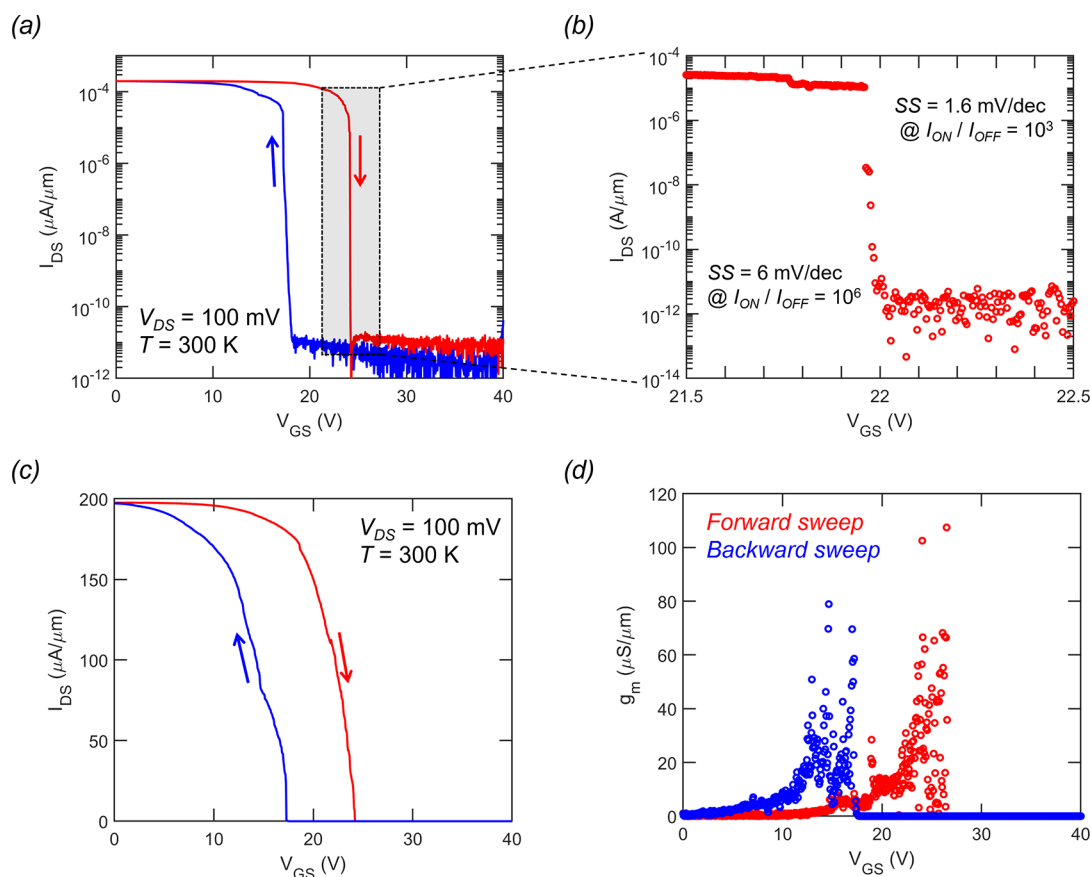 (a)
10⁻⁴
10⁻⁶
10⁻⁸
10⁻¹⁰
10⁻¹²
I_DS (μA/μm)
V_DS = 100 mV
T = 300 K
0 10 20 30 40
V_GS (V)
(b)
10⁻⁴
10⁻⁶
10⁻⁸
10⁻¹⁰
10⁻¹²
10⁻¹⁴
I_DS (A/μm)
SS = 1.6 mV/dec
@ I_ON / I_OFF = 10³
SS = 6 mV/dec
@ I_ON / I_OFF = 10⁶
21.5 22 22.5
V_GS (V)
(c)
200
150
100
50
0
I_DS (μA/μm)
V_DS = 100 mV
T = 300 K
0 10 20 30 40
V_GS (V)
(d)
120
100
80
60
40
20
0
g_m (μS/μm)
Forward sweep
Backward sweep
0 10 20 30 40
V_GS (V)